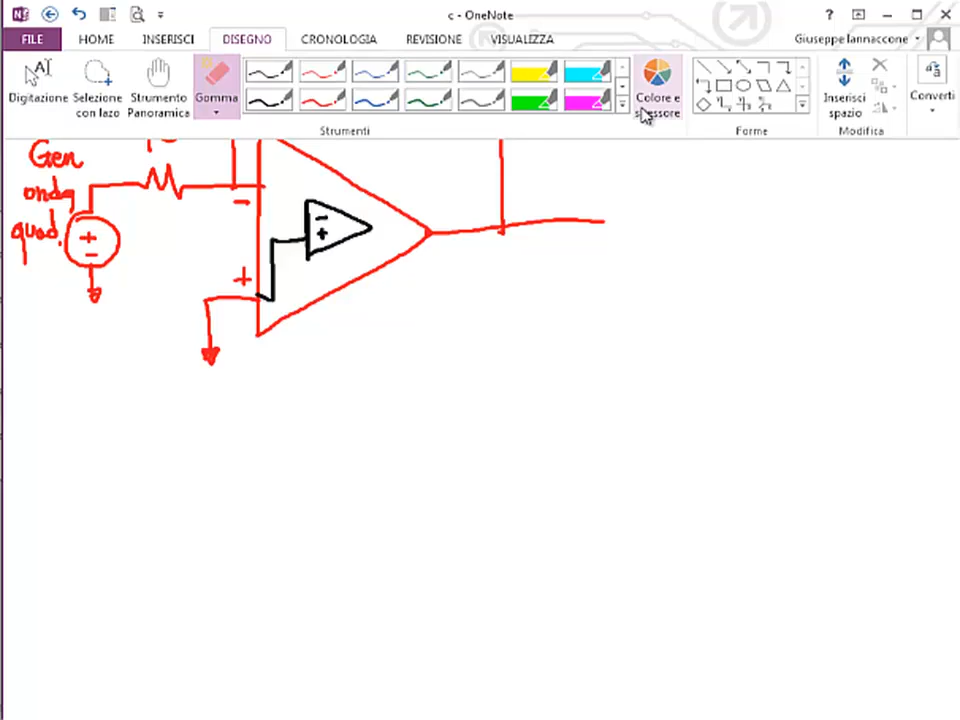 c - OneNote
?
FILE HOME INSERISCI DISEGNO CRONOLOGIA REVISIONE VISUALIZZA Giuseppe Iannaccone
Digitazione
Selezione con lazo
Strumento Panoramica
Gomma
Colore e spessore
Inserisci spazio
Converti
Strumenti Forme Modifica
Gen
onda
quad.
+
-
-
+
-
+